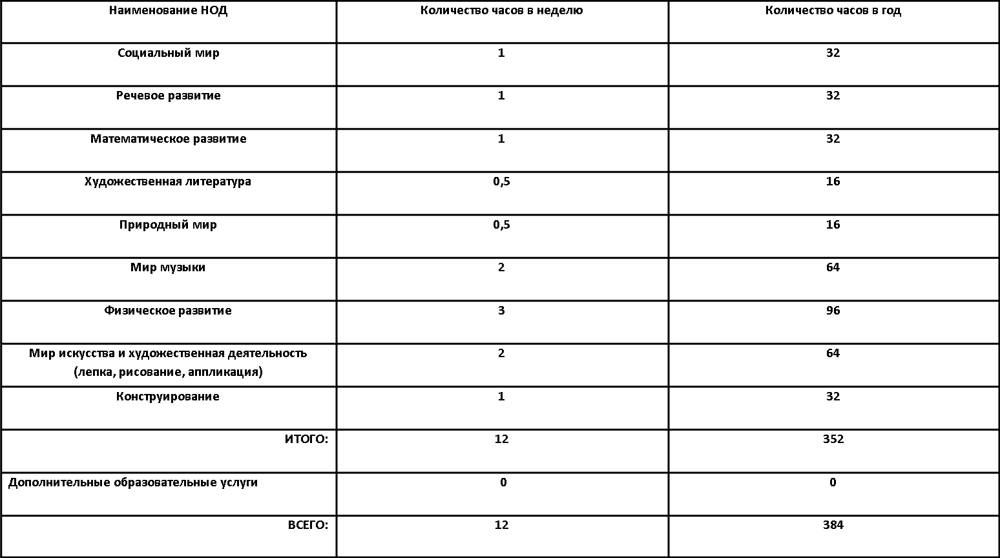 Наименование НОД Количество часов в неделю Количество часов в год
Социальный мир 1 32
Речевое развитие 1 32
Математическое развитие 1 32
Художественная литература 0,5 16
Природный мир 0,5 16
Мир музыки 2 64
Физическое развитие 3 96
Мир искусства и художественная деятельность 2 64
(лепка, рисование, аппликация)
Конструирование 1 32
ИТОГО: 12 352
Дополнительные образовательные услуги 0 0
ВСЕГО: 12 384